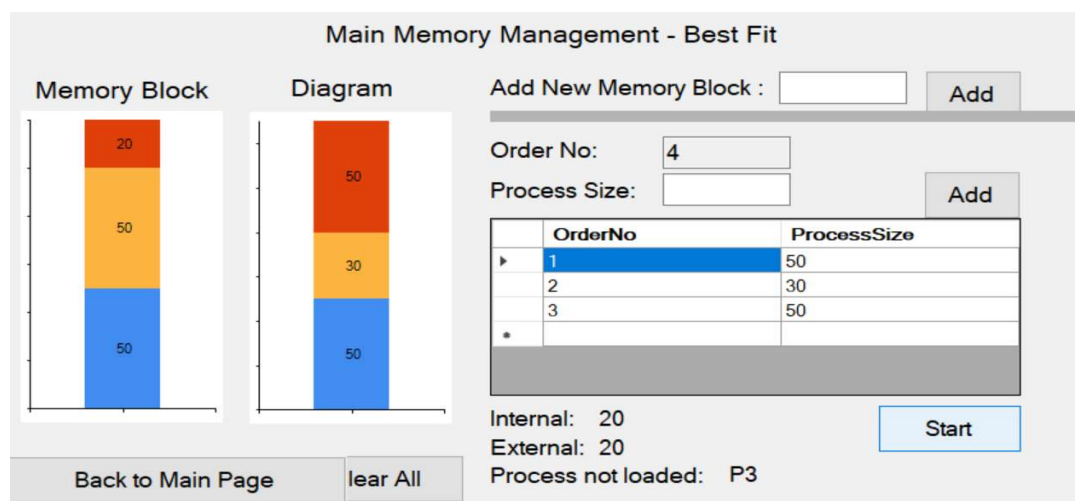 Main Memory Management - Best Fit
Memory Block
Diagram
20
50
50
50
30
50
Add New Memory Block :
Add
Order No:
4
Process Size:
Add
OrderNo ProcessSize
1 50
2 30
3 50
*
Internal: 20
External: 20
Process not loaded: P3
Start
Back to Main Page
lear All